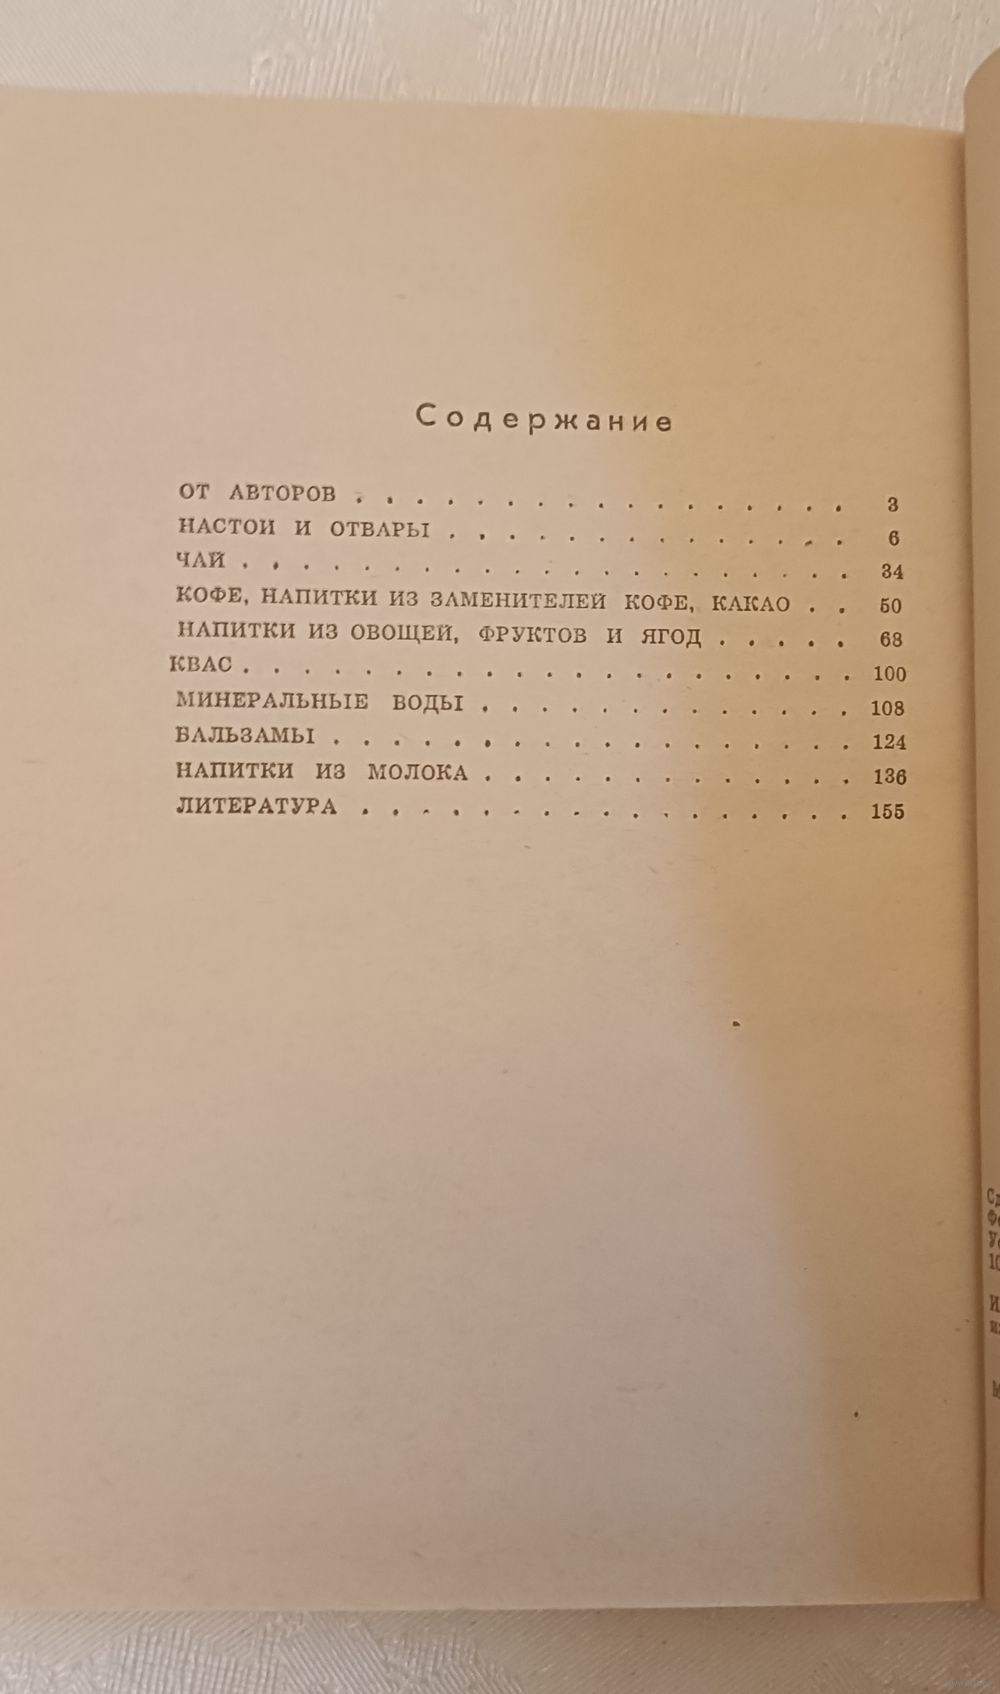 Содержание
ОТ АВТОРОВ . . . . . . . . . . . . . . . . . 3
НАСТОИ И ОТВАРЫ . . . . . . . . . . . . . . 6
ЧАЙ . . . . . . . . . . . . . . . . . . . . . 34
КОФЕ, НАПИТКИ ИЗ ЗАМЕНИТЕЛЕЙ КОФЕ, КАКАО . . 50
НАПИТКИ ИЗ ОВОЩЕЙ, ФРУКТОВ И ЯГОД . . . . . 68
КВАС . . . . . . . . . . . . . . . . . . . . . 100
МИНЕРАЛЬНЫЕ ВОДЫ . . . . . . . . . . . . . 108
БАЛЬЗАМЫ . . . . . . . . . . . . . . . . . . 124
НАПИТКИ ИЗ МОЛОКА . . . . . . . . . . . . . 136
ЛИТЕРАТУРА . . . . . . . . . . . . . . . . . 155